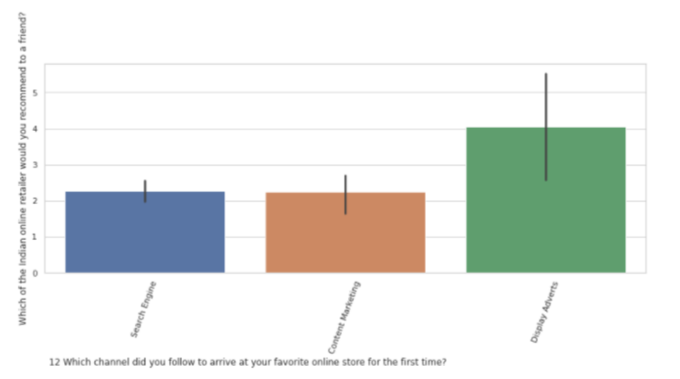 Which of the Indian online retailer would you recommend to a friend?
5
4
3
2
1
0
Search Engine
Content Marketing
Display Adverts
12 Which channel did you follow to arrive at your favorite online store for the first time?